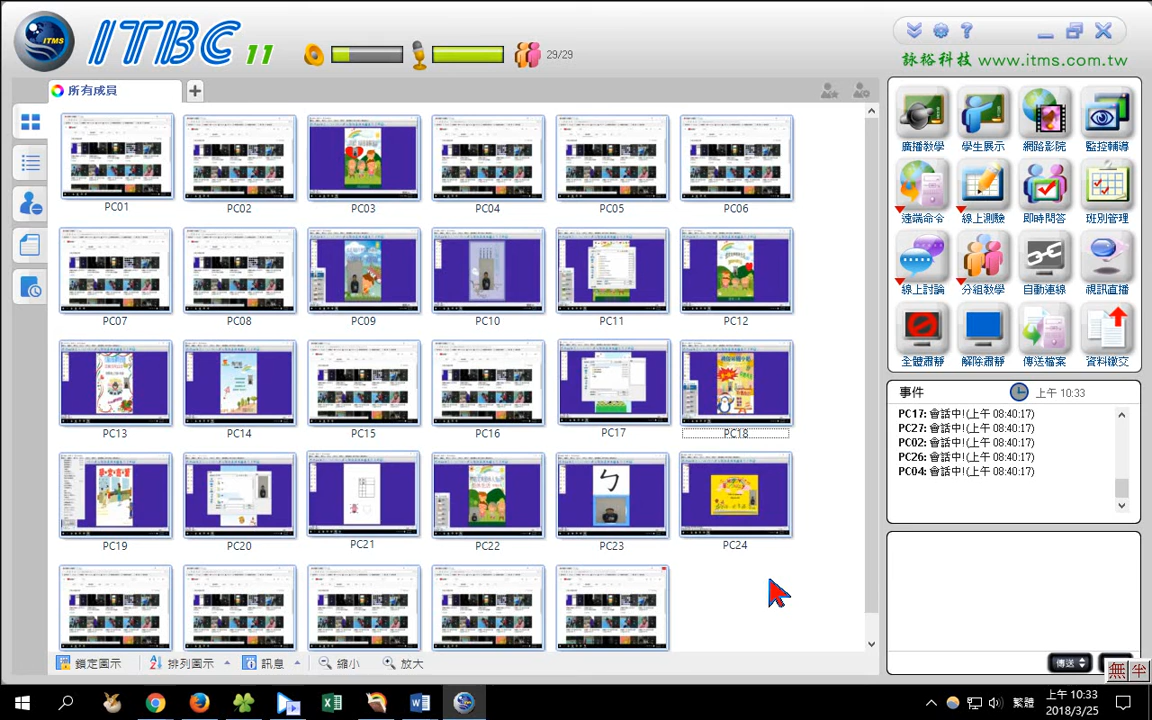 ITMS
ITBC 11
29/29
詠裕科技 www.itms.com.tw
所有成員
PC01
PC02
PC03
PC04
PC05
PC06
PC07
PC08
PC09
PC10
PC11
PC12
PC13
PC14
PC15
PC16
PC17
PC18
PC19
PC20
PC21
PC22
PC23
ㄅ
PC24
廣播教學
學生展示
網路影院
監控輔導
遠端命令
線上測驗
即時問答
班別管理
線上討論
分組教學
自動連線
視訊直播
全體肅靜
解除肅靜
傳送檔案
資料繳交
事件
上午 10:33
PC17: 會話中!(上午 08:40:17)
PC27: 會話中!(上午 08:40:17)
PC02: 會話中!(上午 08:40:17)
PC26: 會話中!(上午 08:40:17)
PC04: 會話中!(上午 08:40:17)
傳送
無 半
鎖定圖示
排列圖示
訊息
縮小
放大
繁體
上午 10:33
2018/3/25